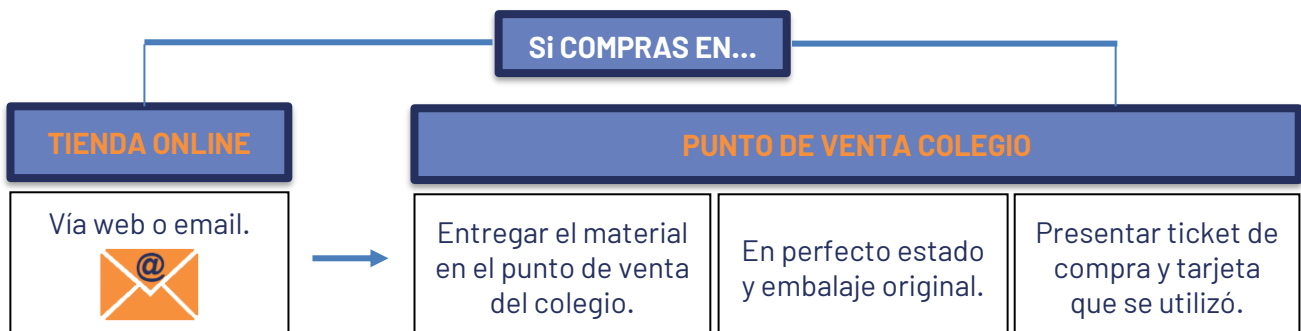 Si COMPRAS EN...
TIENDA ONLINE
PUNTO DE VENTA COLEGIO
Vía web o email.
@
Entregar el material
en el punto de venta
del colegio.
En perfecto estado
y embalaje original.
Presentar ticket de
compra y tarjeta
que se utilizó.